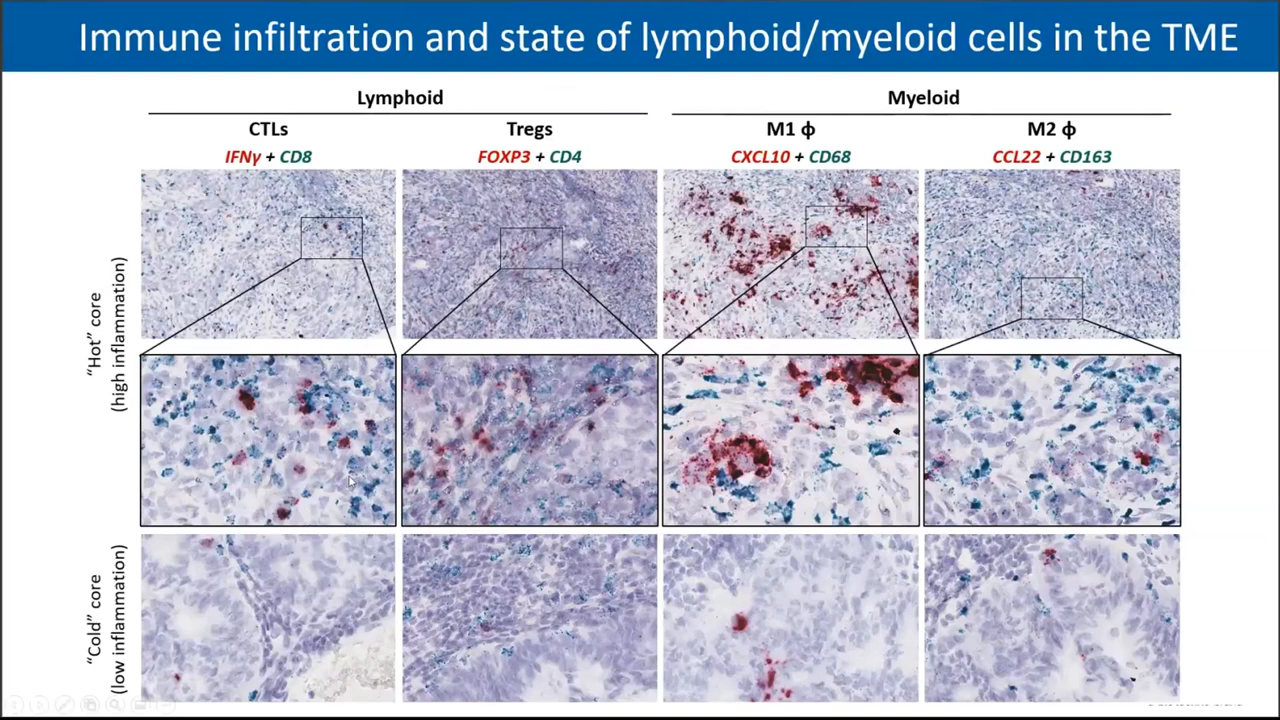 Immune infiltration and state of lymphoid/myeloid cells in the TME
Lymphoid
Myeloid
CTLs
Tregs
M1 ϕ
M2 ϕ
IFNγ + CD8
FOXP3 + CD4
CXCL10 + CD68
CCL22 + CD163
“Hot” core
(high inflammation)
“Cold” core
(low inflammation)